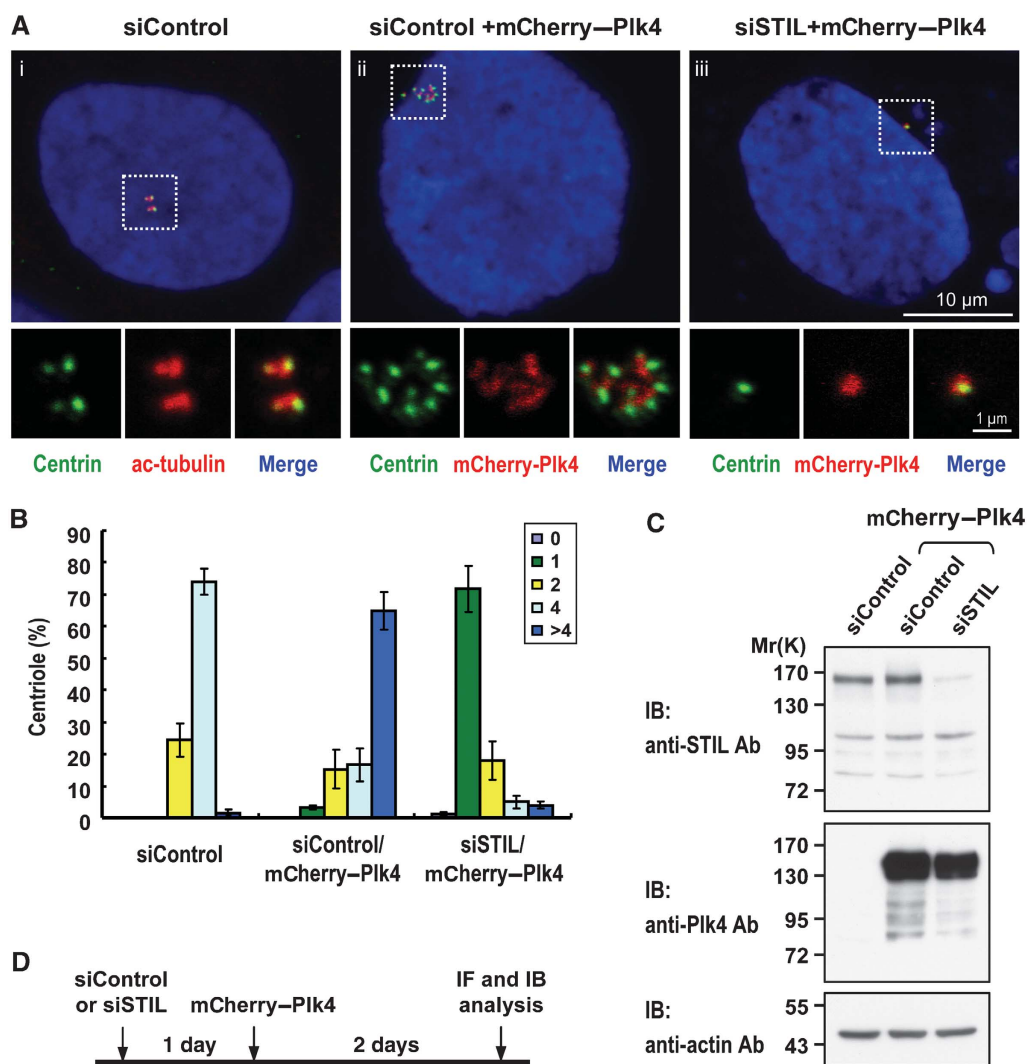 A
siControl
siControl +mCherry—Plk4
siSTIL+mCherry—Plk4
i
ii
iii
10 µm
1 µm
Centrin ac-tubulin Merge
Centrin mCherry-Plk4 Merge
Centrin mCherry-Plk4 Merge
B
Centriole (%)
90
80
70
60
50
40
30
20
10
0
0
1
2
4
>4
siControl
siControl/
mCherry—Plk4
siSTIL/
mCherry—Plk4
C
mCherry—Plk4
siControl
siControl
siSTIL
Mr(K)
IB:
anti-STIL Ab
170
130
95
72
IB:
anti-Plk4 Ab
170
130
95
72
IB:
anti-actin Ab
55
43
D
siControl
or siSTIL
mCherry—Plk4
IF and IB
analysis
1 day
2 days